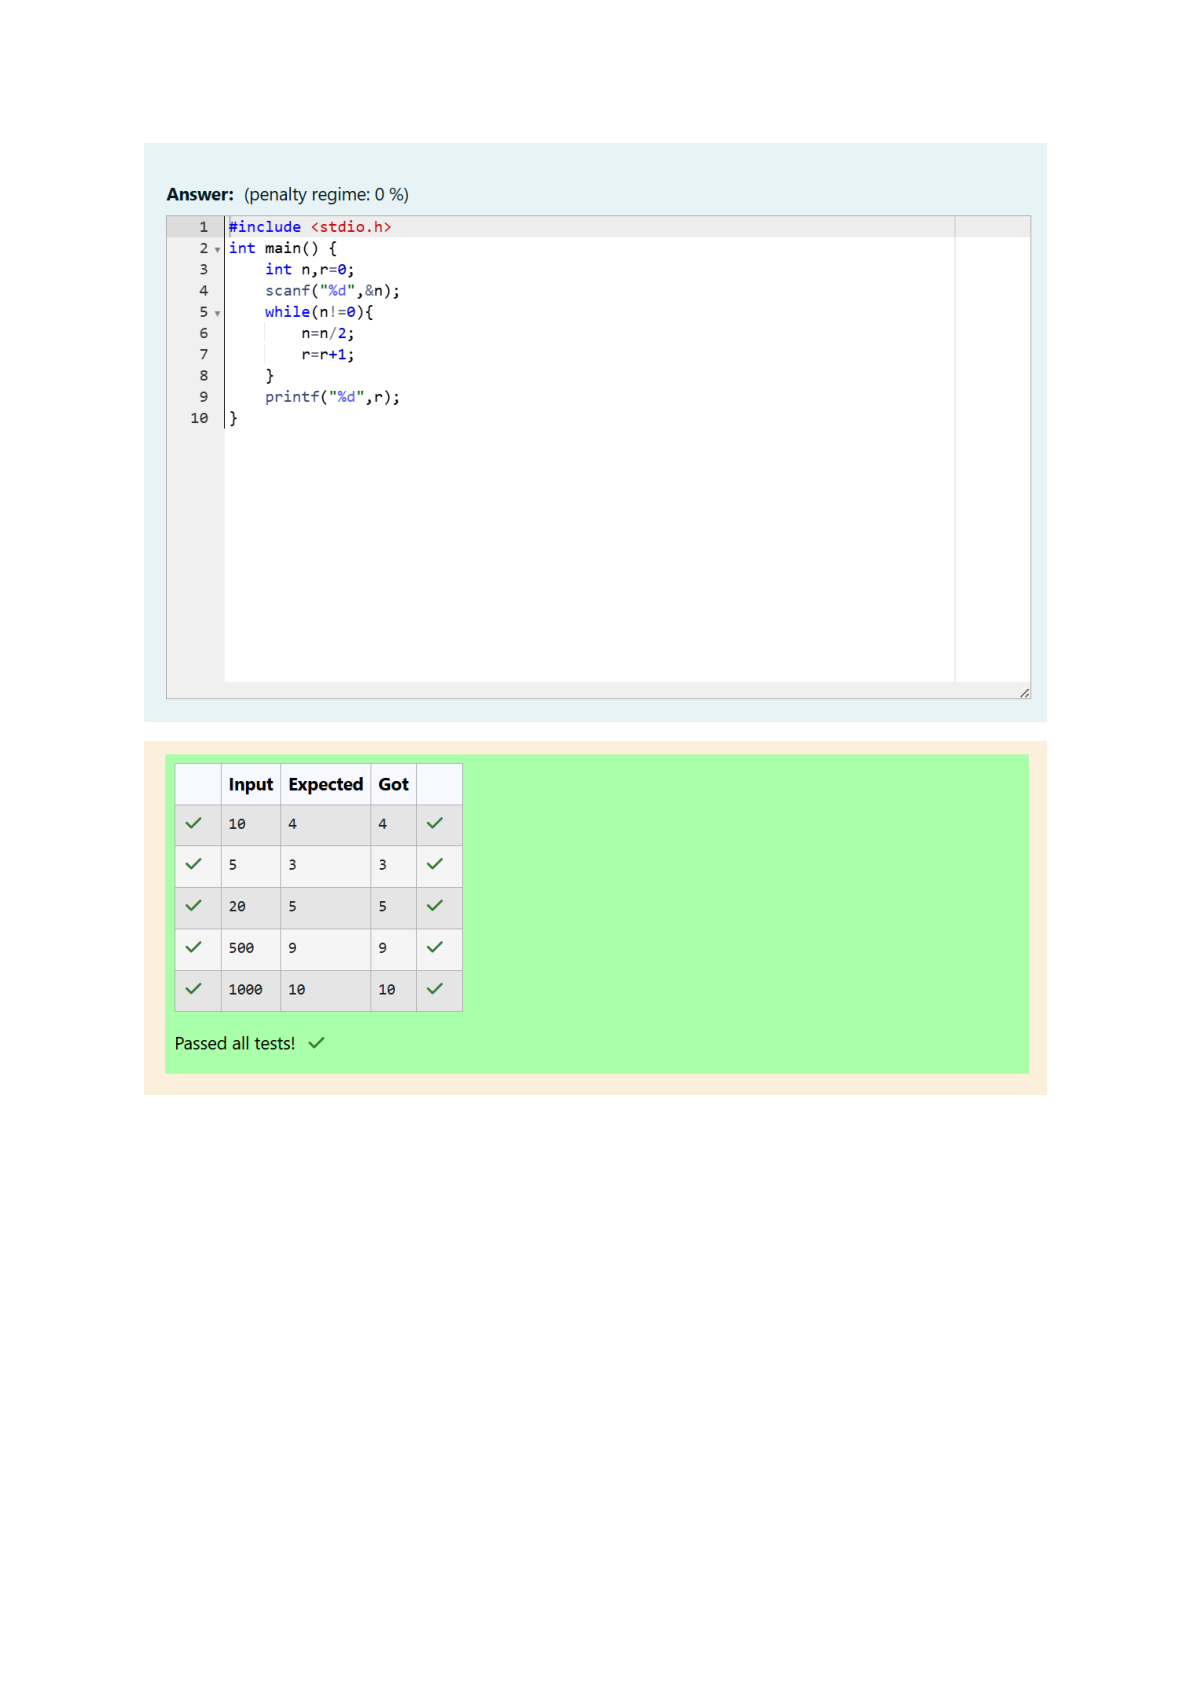 Answer: (penalty regime: 0 %)
1 #include <stdio.h>
2 int main() {
3     int n,r=0;
4     scanf("%d",&n);
5     while(n!=0){
6         n=n/2;
7         r=r+1;
8     }
9     printf("%d",r);
10 }
Input Expected Got
10 4 4
5 3 3
20 5 5
500 9 9
1000 10 10
Passed all tests!